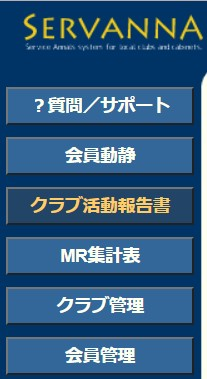 SERVANNA
Service Annals system for local clubs and cabinets.
？質問／サポート
会員動静
クラブ活動報告書
MR集計表
クラブ管理
会員管理